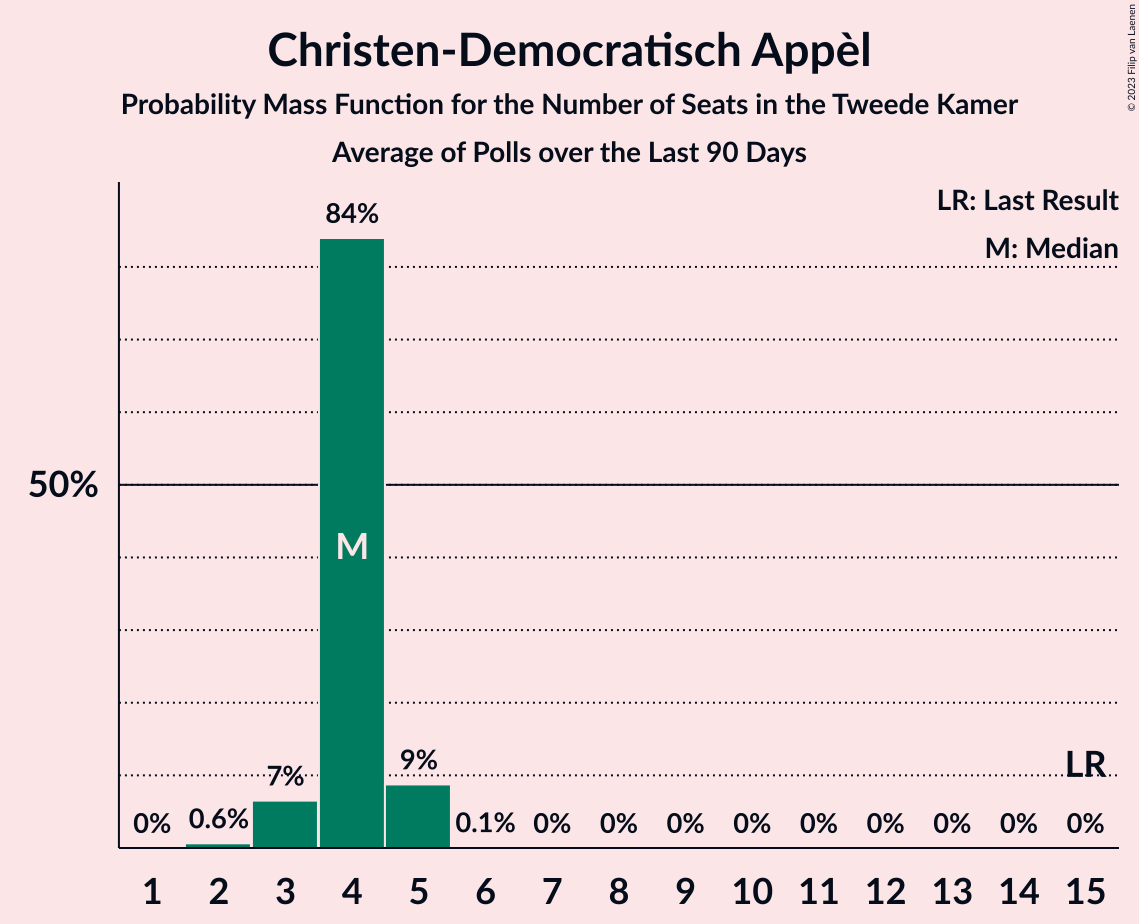 Christen-Democratisch Appèl
Probability Mass Function for the Number of Seats in the Tweede Kamer
Average of Polls over the Last 90 Days
© 2023 Filip van Laenen
LR: Last Result
M: Median
84%
50%
M
7%
9%
LR
0% 0.6% 0.1% 0% 0% 0% 0% 0% 0% 0% 0% 0%
1 2 3 4 5 6 7 8 9 10 11 12 13 14 15